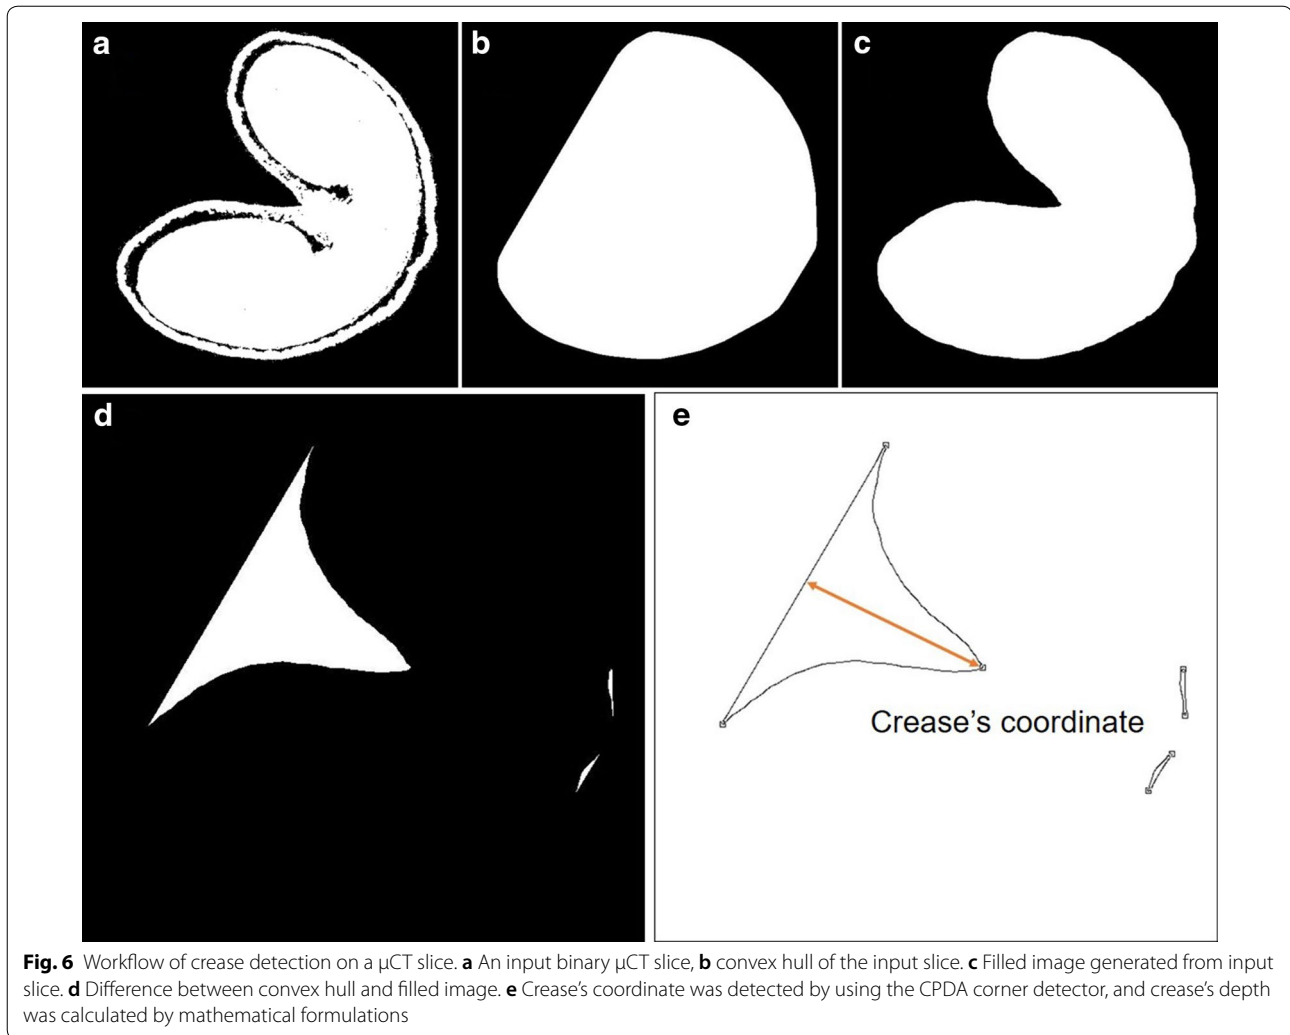 a
b
c
d
e
Crease’s coordinate
Fig. 6 Workflow of crease detection on a µCT slice. a An input binary µCT slice, b convex hull of the input slice. c Filled image generated from input
slice. d Difference between convex hull and filled image. e Crease’s coordinate was detected by using the CPDA corner detector, and crease’s depth
was calculated by mathematical formulations